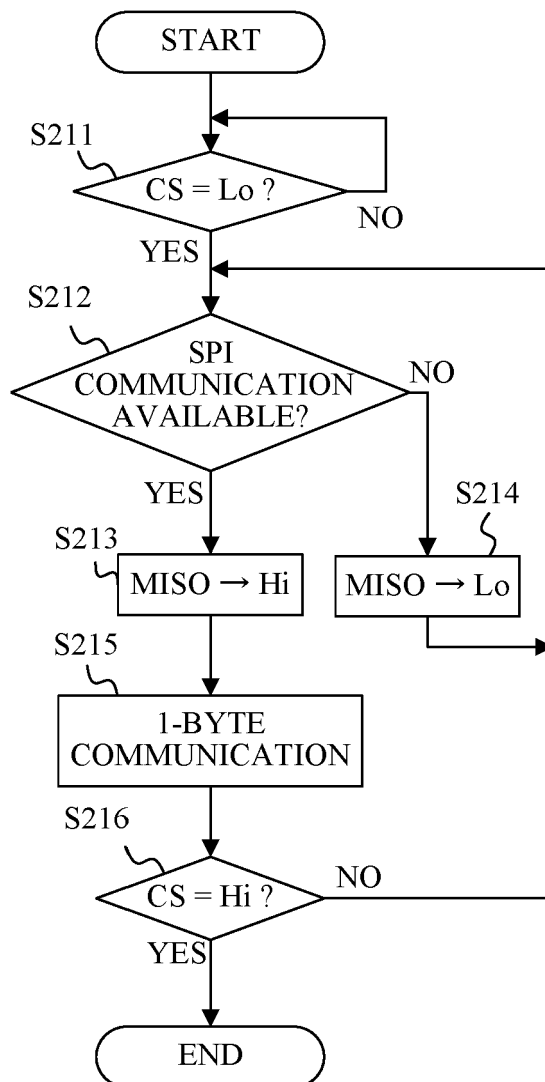 START
S211
CS = Lo ?
NO
YES
S212
SPI
COMMUNICATION
AVAILABLE?
NO
YES
S214
S213
MISO → Hi
MISO → Lo
S215
1-BYTE
COMMUNICATION
S216
CS = Hi ?
NO
YES
END